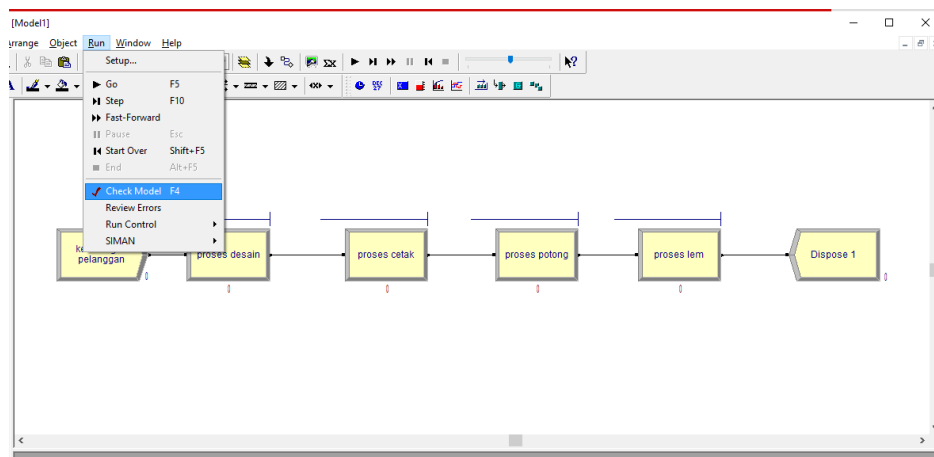 [Model1]
Object Run Window Help
Setup...
Go F5
Step F10
Fast-Forward
Pause Esc
Start Over Shift+F5
End Alt+F5
Check Model F4
Review Errors
Run Control
SIMAN
pelanggan
proses desain
proses cetak
proses potong
proses lem
Dispose 1
0
0
0
0
0
0